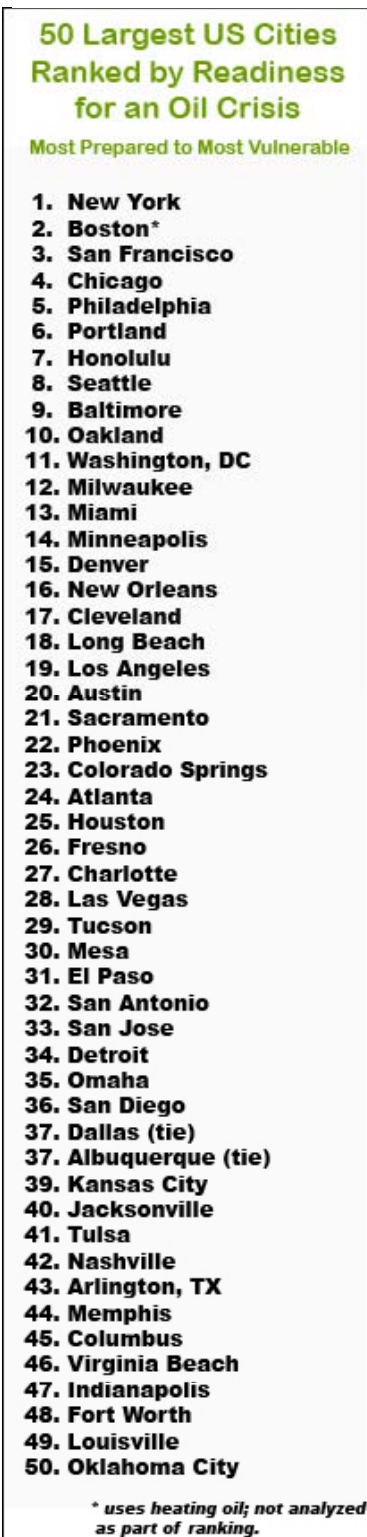 50 Largest US Cities
Ranked by Readiness
for an Oil Crisis
Most Prepared to Most Vulnerable
1. New York
2. Boston*
3. San Francisco
4. Chicago
5. Philadelphia
6. Portland
7. Honolulu
8. Seattle
9. Baltimore
10. Oakland
11. Washington, DC
12. Milwaukee
13. Miami
14. Minneapolis
15. Denver
16. New Orleans
17. Cleveland
18. Long Beach
19. Los Angeles
20. Austin
21. Sacramento
22. Phoenix
23. Colorado Springs
24. Atlanta
25. Houston
26. Fresno
27. Charlotte
28. Las Vegas
29. Tucson
30. Mesa
31. El Paso
32. San Antonio
33. San Jose
34. Detroit
35. Omaha
36. San Diego
37. Dallas (tie)
37. Albuquerque (tie)
39. Kansas City
40. Jacksonville
41. Tulsa
42. Nashville
43. Arlington, TX
44. Memphis
45. Columbus
46. Virginia Beach
47. Indianapolis
48. Fort Worth
49. Louisville
50. Oklahoma City
* uses heating oil; not analyzed
as part of ranking.